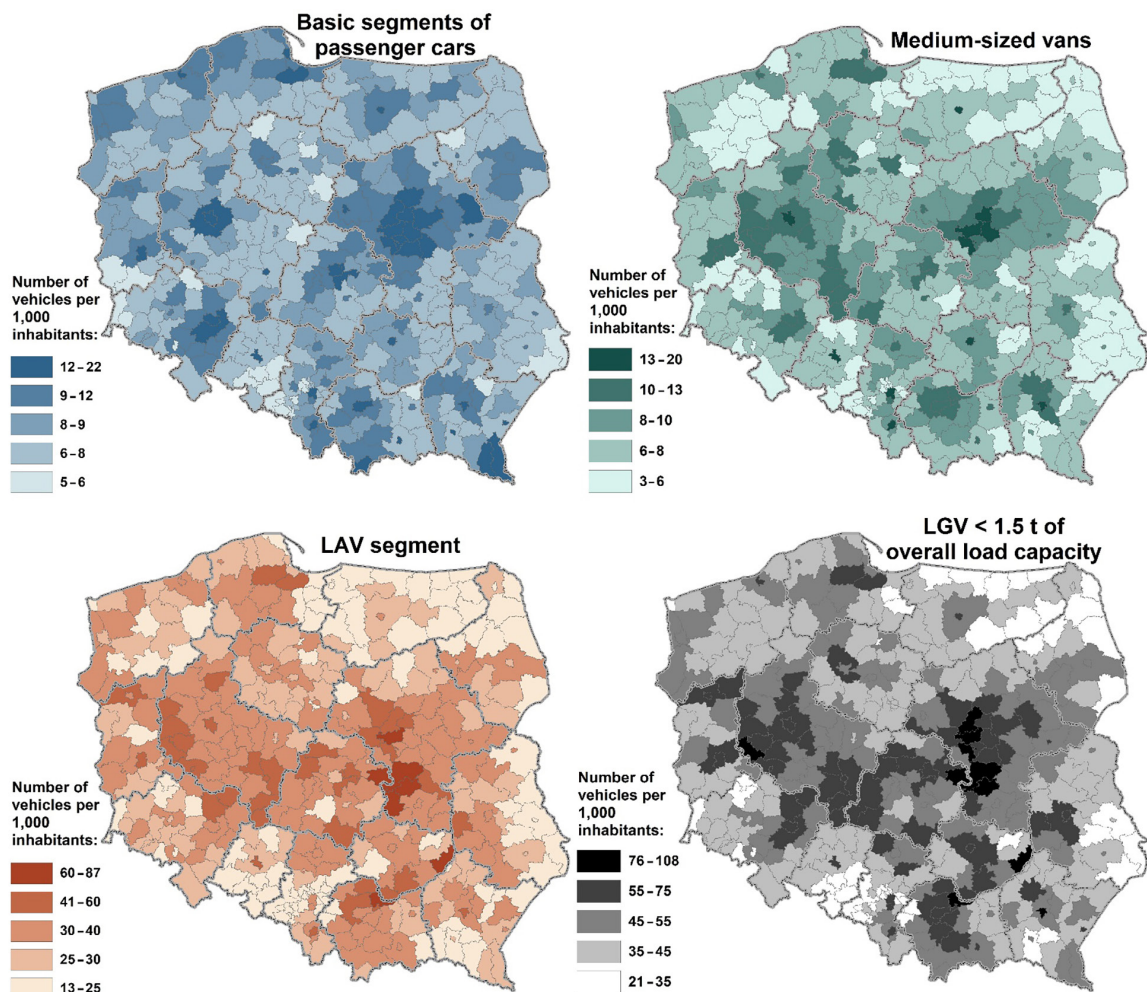 Basic segments of
passenger cars
Number of
vehicles per
1,000
inhabitants:
12 – 22
9 – 12
8 – 9
6 – 8
5 – 6
Medium-sized vans
Number of
vehicles per
1,000
inhabitants:
13 – 20
10 – 13
8 – 10
6 – 8
3 – 6
LAV segment
Number of
vehicles per
1,000
inhabitants:
60 – 87
41 – 60
30 – 40
25 – 30
13 – 25
LGV < 1.5 t of
overall load capacity
Number of
vehicles per
1,000
inhabitants:
76 – 108
55 – 75
45 – 55
35 – 45
21 – 35